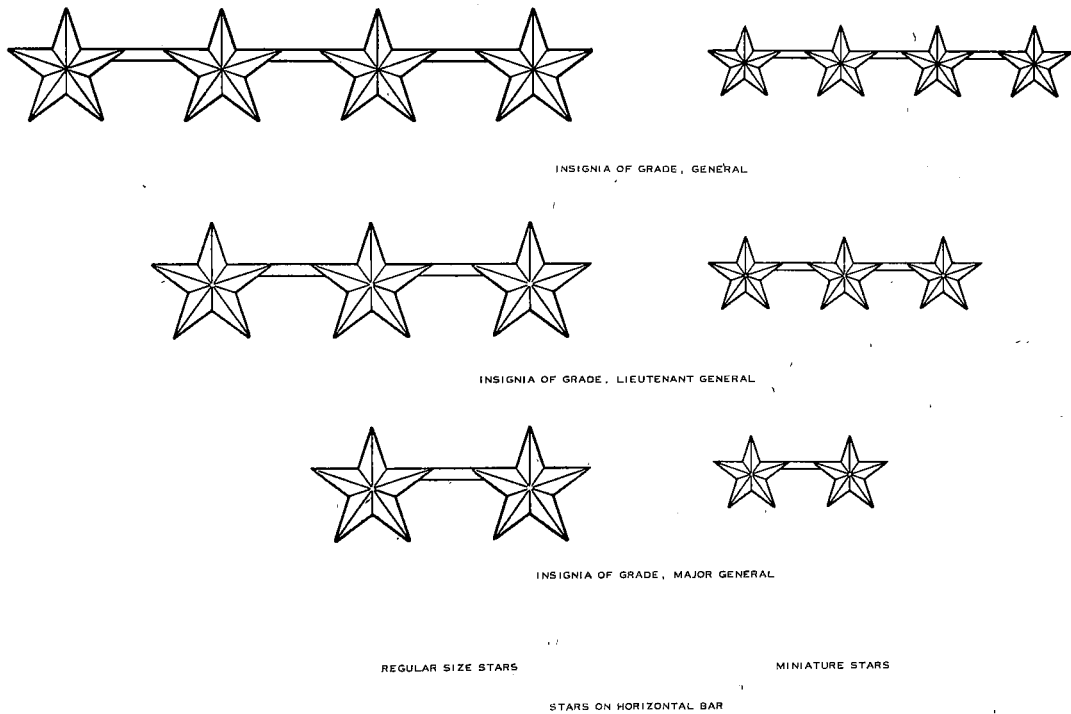 INSIGNIA OF GRADE, GENERAL
INSIGNIA OF GRADE, LIEUTENANT GENERAL
INSIGNIA OF GRADE, MAJOR GENERAL
REGULAR SIZE STARS
MINIATURE STARS
STARS ON HORIZONTAL BAR